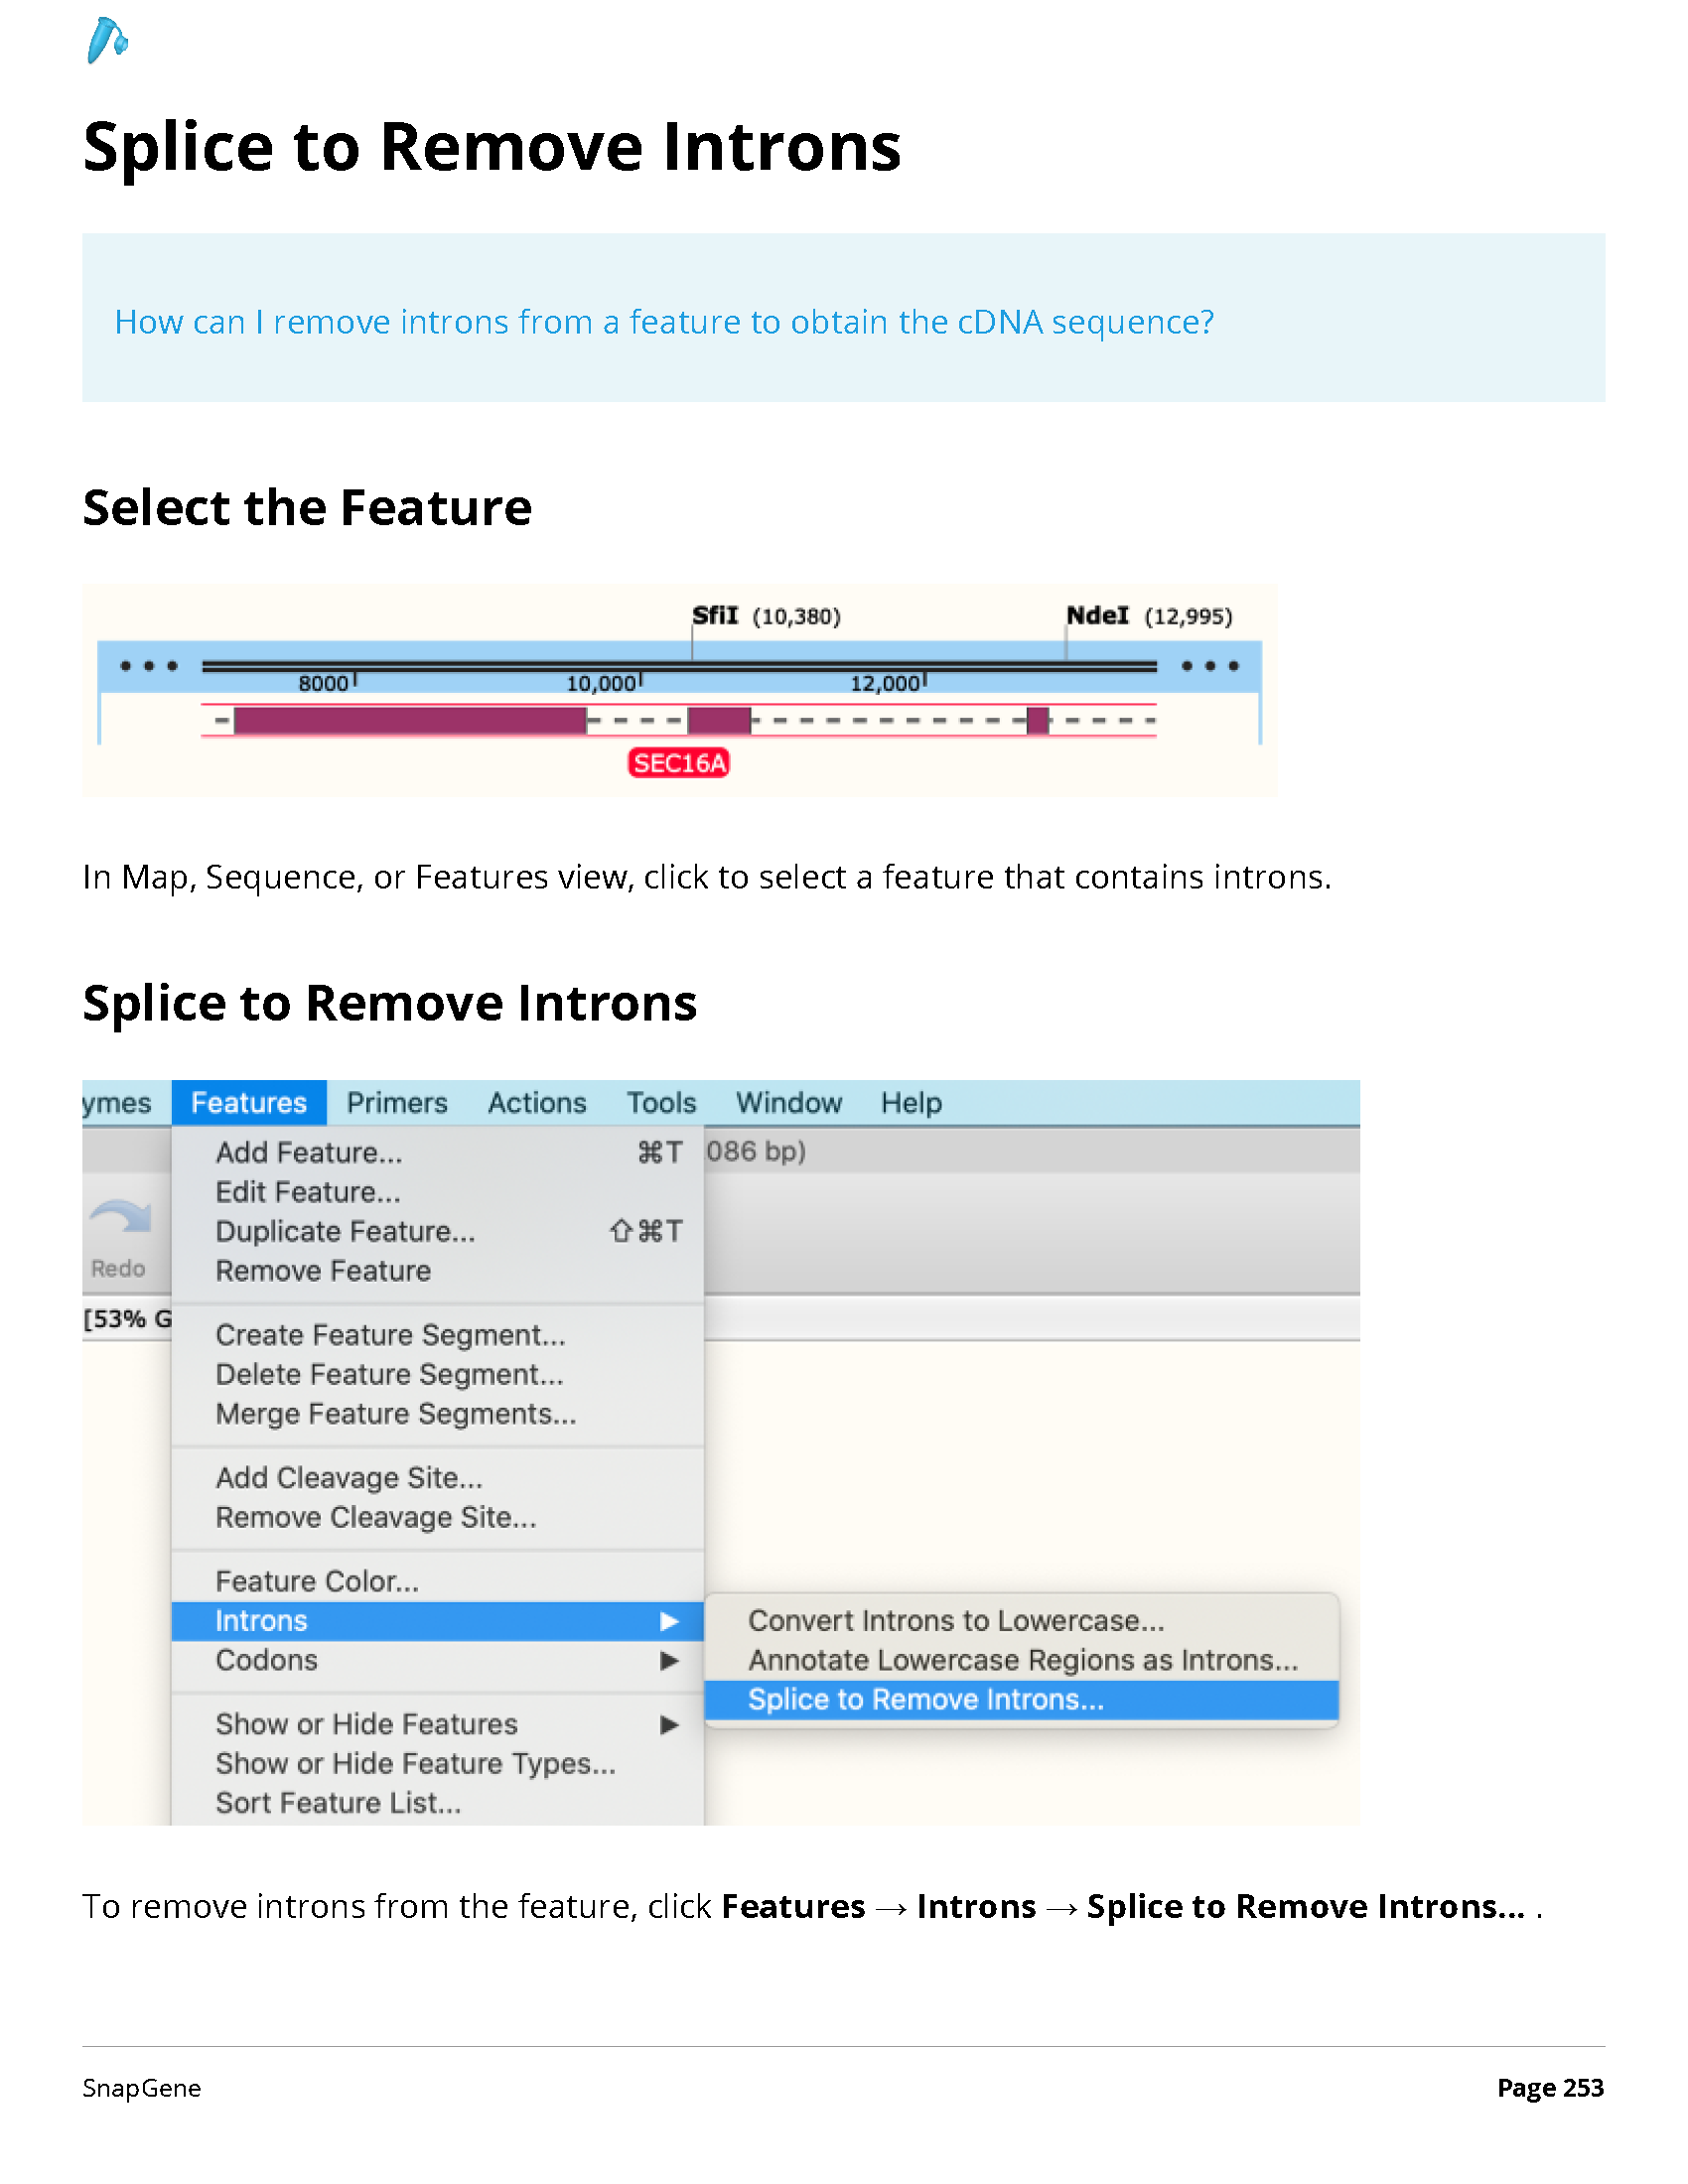 Splice to Remove Introns
How can I remove introns from a feature to obtain the cDNA sequence?
Select the Feature
SfiI (10,380) NdeI (12,995)
8000 10,000 12,000
SEC16A
In Map, Sequence, or Features view, click to select a feature that contains introns.
Splice to Remove Introns
ymes Features Primers Actions Tools Window Help
Add Feature... ⌘T 086 bp)
Edit Feature...
Duplicate Feature... ⇧⌘T
Redo Remove Feature
[53% G
Create Feature Segment...
Delete Feature Segment...
Merge Feature Segments...
Add Cleavage Site...
Remove Cleavage Site...
Feature Color...
Introns ▶ Convert Introns to Lowercase...
Codons ▶ Annotate Lowercase Regions as Introns...
Splice to Remove Introns...
Show or Hide Features ▶
Show or Hide Feature Types...
Sort Feature List...
To remove introns from the feature, click Features → Introns → Splice to Remove Introns... .
SnapGene Page 253